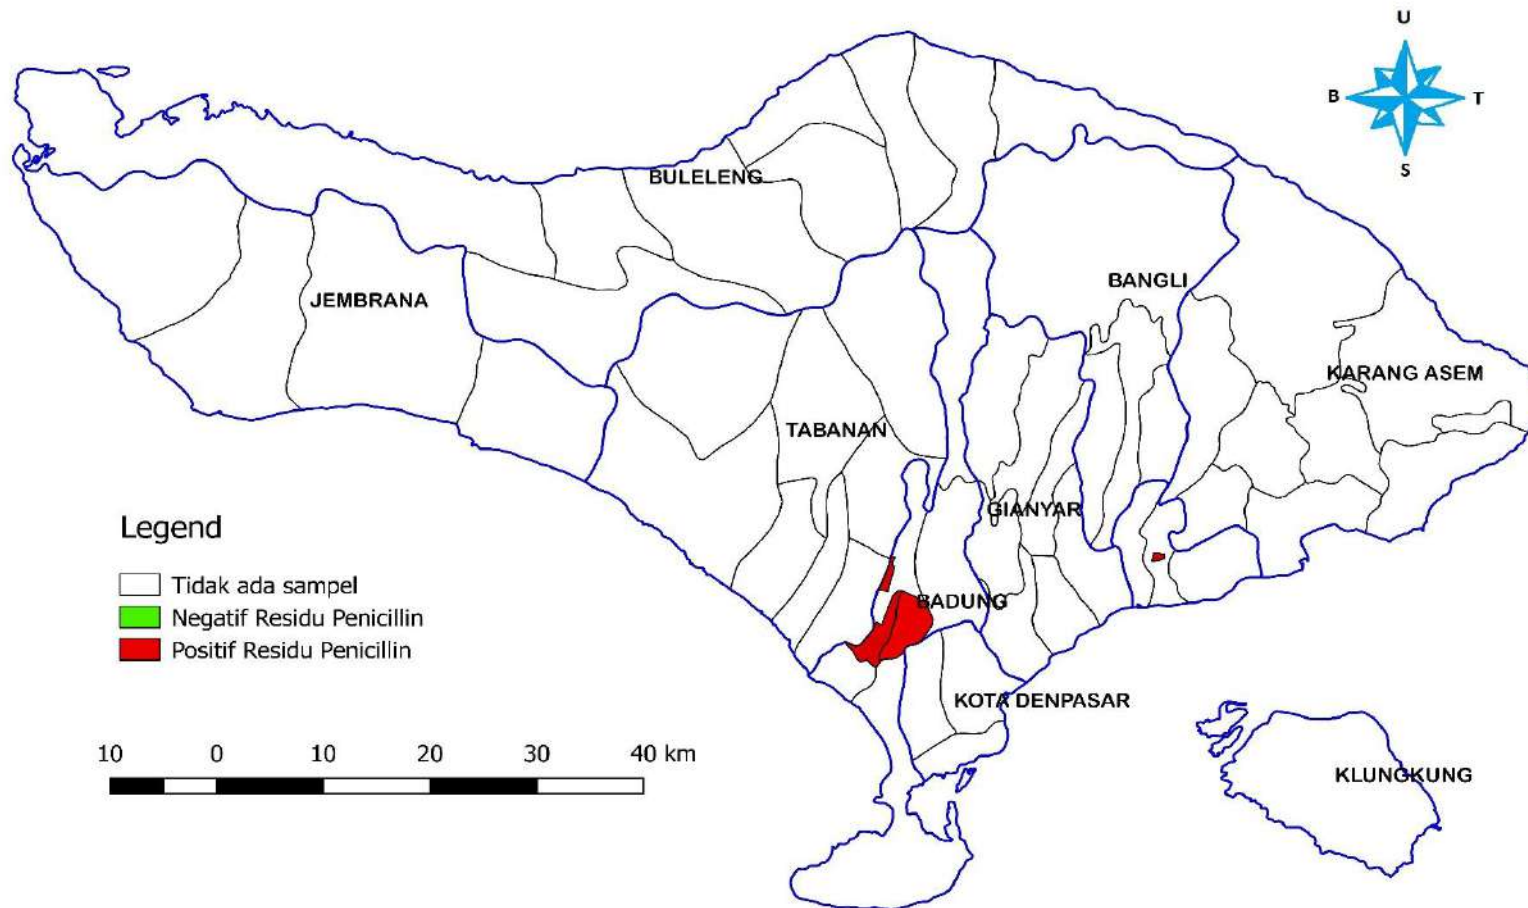 U
B
T
S
BULELENG
BANGLI
JEMBRANA
KARANG ASEM
TABANAN
GIANYAR
Legend
Tidak ada sampel
Negatif Residu Penicillin
Positif Residu Penicillin
BADUNG
KOTA DENPASAR
10 0 10 20 30 40 km
KLUNGKUNG